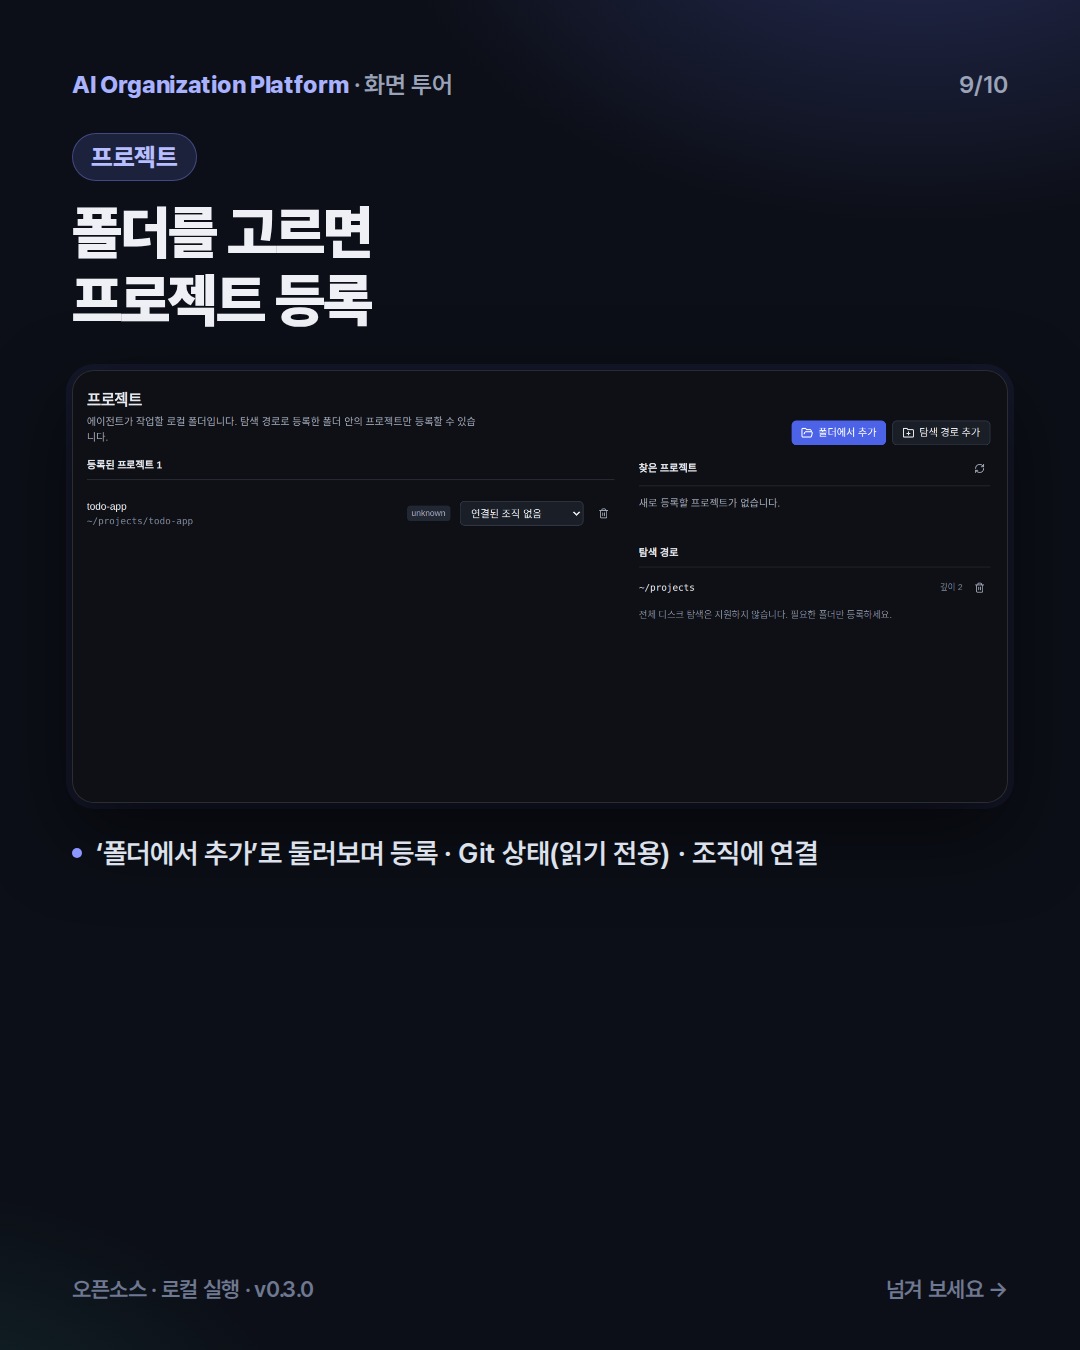 AI Organization Platform · 화면 투어
9/10
프로젝트
폴더를 고르면
프로젝트 등록
프로젝트
에이전트가 작업할 로컬 폴더입니다. 탐색 경로로 등록한 폴더 안의 프로젝트만 등록할 수 있습
니다.
폴더에서 추가
탐색 경로 추가
등록된 프로젝트 1
todo-app
~/projects/todo-app
unknown
연결된 조직 없음
찾은 프로젝트
새로 등록할 프로젝트가 없습니다.
탐색 경로
~/projects
깊이 2
전체 디스크 탐색은 지원하지 않습니다. 필요한 폴더만 등록하세요.
‘폴더에서 추가’로 둘러보며 등록 · Git 상태(읽기 전용) · 조직에 연결
오픈소스 · 로컬 실행 · v0.3.0
넘겨 보세요 →